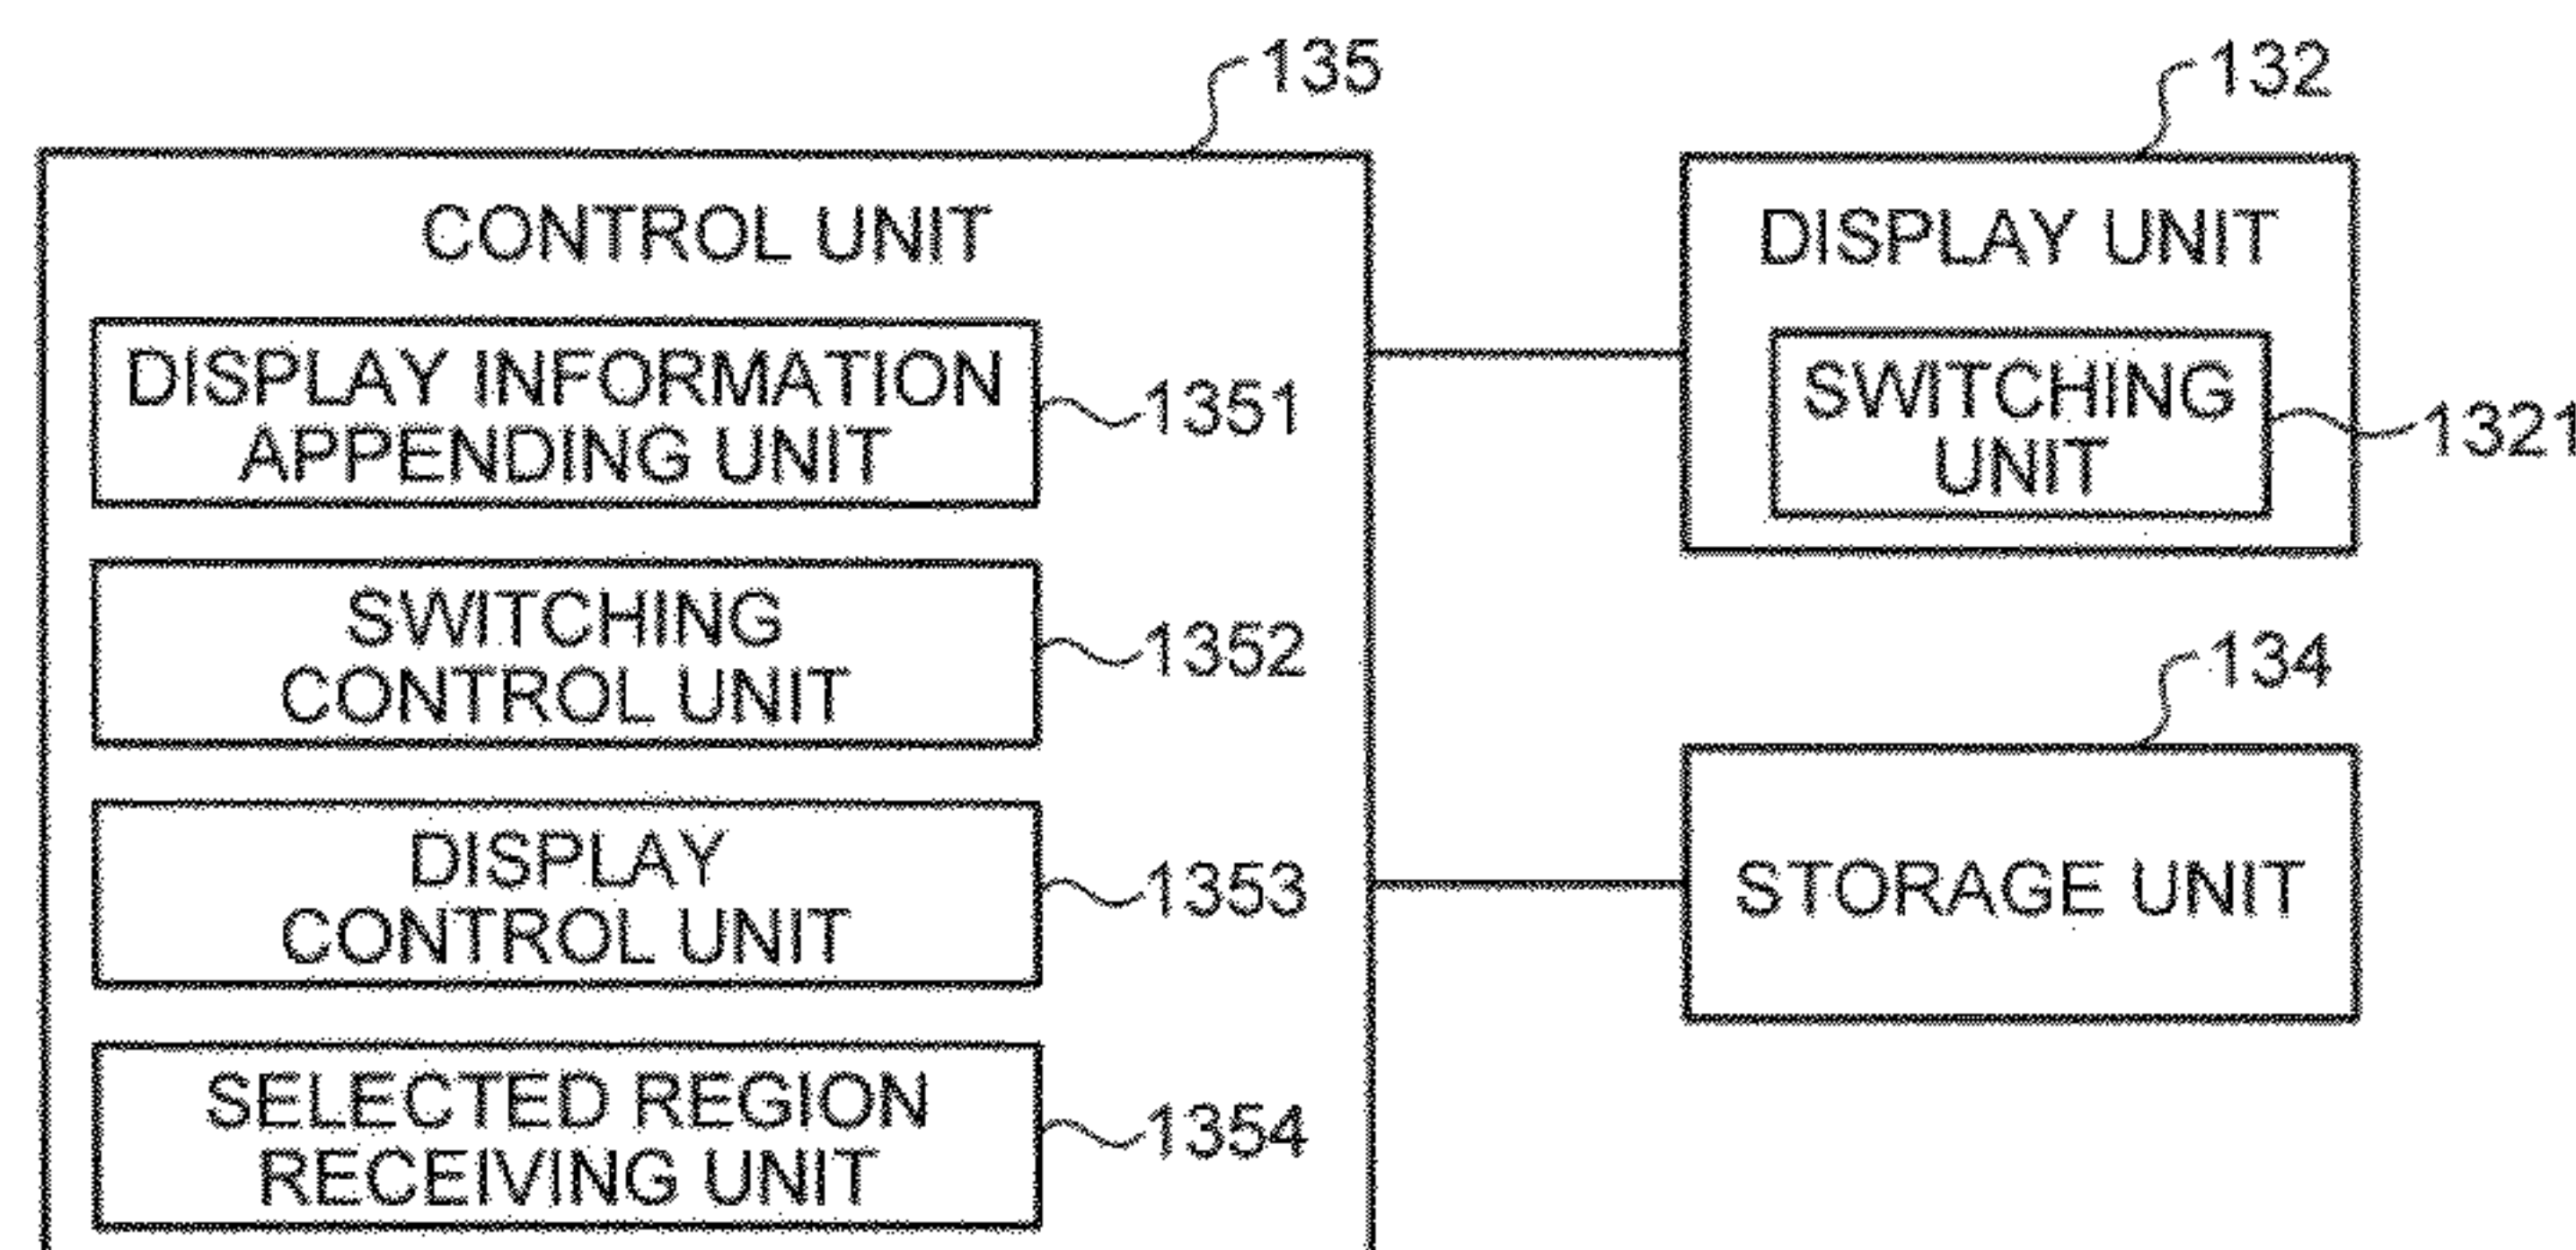 135
CONTROL UNIT
DISPLAY INFORMATION
APPENDING UNIT
1351
SWITCHING
CONTROL UNIT
1352
DISPLAY
CONTROL UNIT
1353
SELECTED REGION
RECEIVING UNIT
1354
132
DISPLAY UNIT
SWITCHING
UNIT
1321
134
STORAGE UNIT